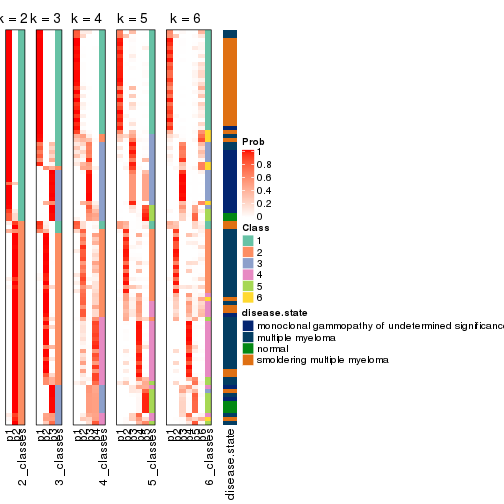 k = 2 k = 3 k = 4 k = 5 k = 6
Prob
1
0.8
0.6
0.4
0.2
0
Class
1
2
3
4
5
6
disease.state
monoclonal gammopathy of undetermined significance
multiple myeloma
normal
smoldering multiple myeloma
p1 p2 2_classes p1 p2 p3 3_classes p1 p2 p3 p4 4_classes p1 p2 p3 p4 p5 5_classes p1 p2 p3 p4 p5 p6 6_classes disease.state